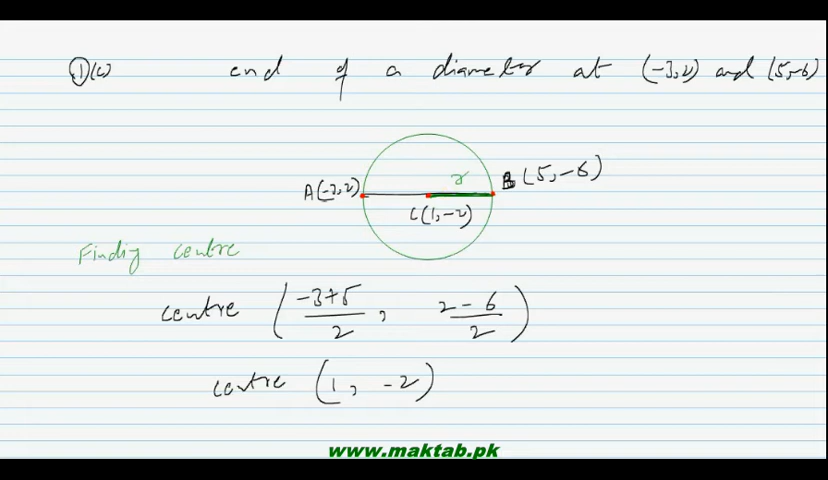 ①(c) end of a diameter at (-3,2) and (5,-6)
r
A(-3,2) B(5,-6)
C(1,-2)
Finding centre
centre (-3+5/2, 2-6/2)
centre (1, -2)
www.maktab.pk